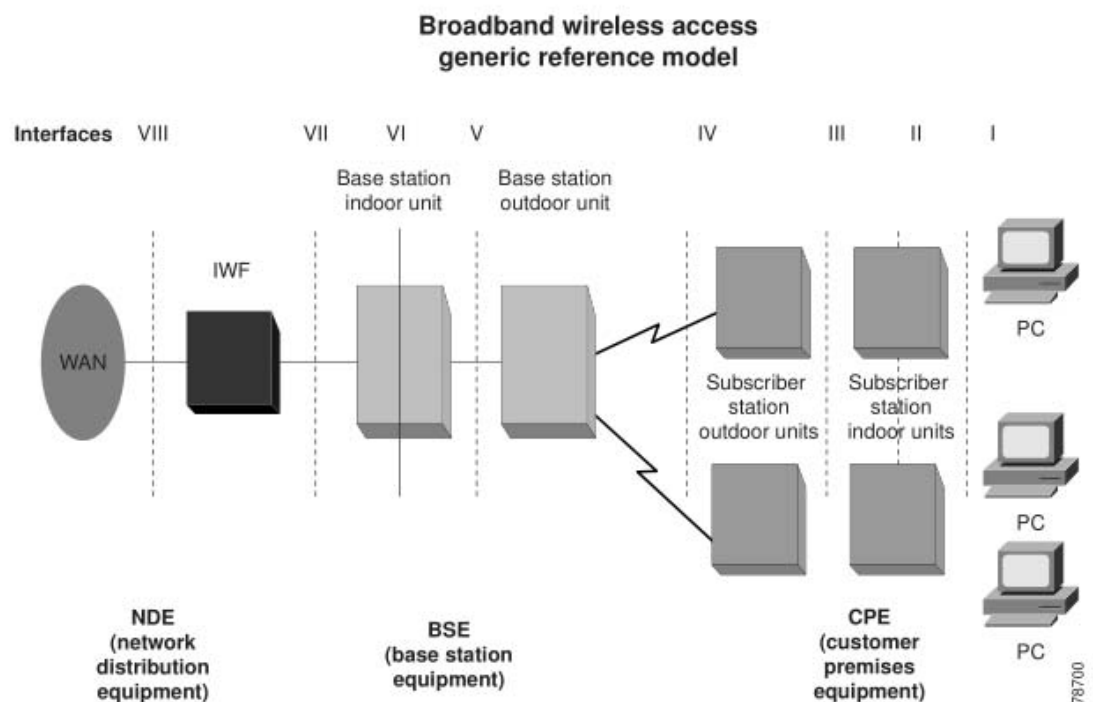 Broadband wireless access
generic reference model
Interfaces VIII VII VI V IV III II I
Base station
indoor unit
Base station
outdoor unit
IWF
WAN
PC
Subscriber
station
outdoor units
Subscriber
station
indoor units
PC
PC
NDE
(network
distribution
equipment)
BSE
(base station
equipment)
CPE
(customer
premises
equipment)
78700